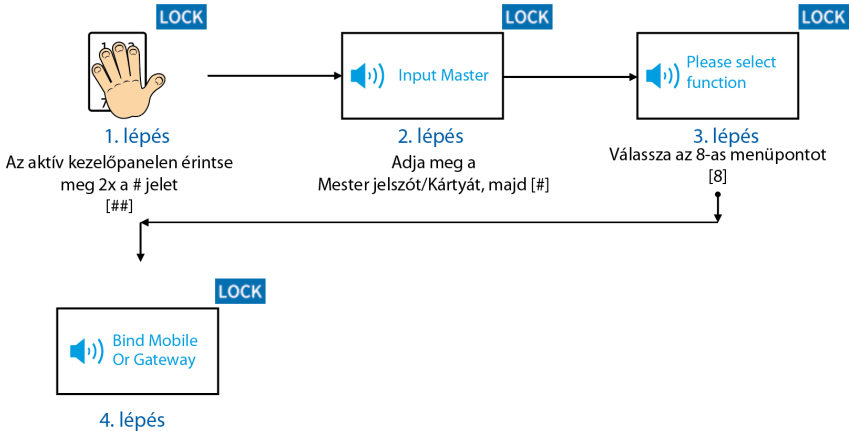 LOCK
LOCK
LOCK
Input Master
Please select
function
1. lépés
2. lépés
3. lépés
Az aktív kezelőpanelen érintse
meg 2x a # jelet
[##]
Adja meg a
Mester jelszót/Kártyát, majd [#]
Válassza az 8-as menüpontot
[8]
LOCK
Bind Mobile
Or Gateway
4. lépés